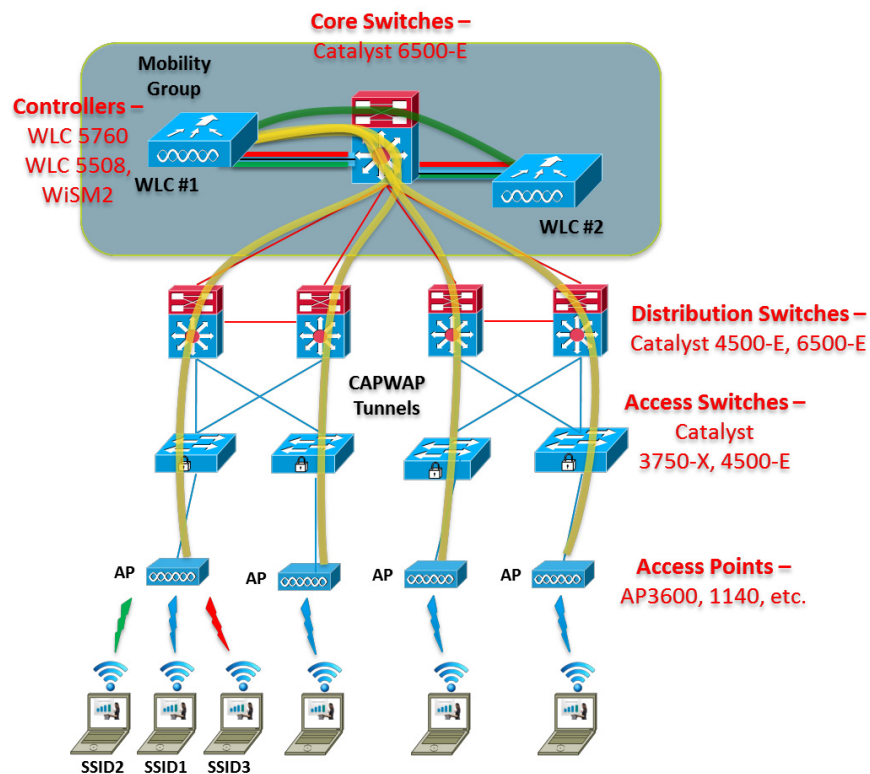 Core Switches –
Catalyst 6500-E
Mobility
Group
Controllers –
WLC 5760
WLC 5508,
WiSM2
WLC #1
WLC #2
Distribution Switches –
Catalyst 4500-E, 6500-E
CAPWAP
Tunnels
Access Switches –
Catalyst
3750-X, 4500-E
AP
AP
AP
AP
Access Points –
AP3600, 1140, etc.
SSID2
SSID1
SSID3